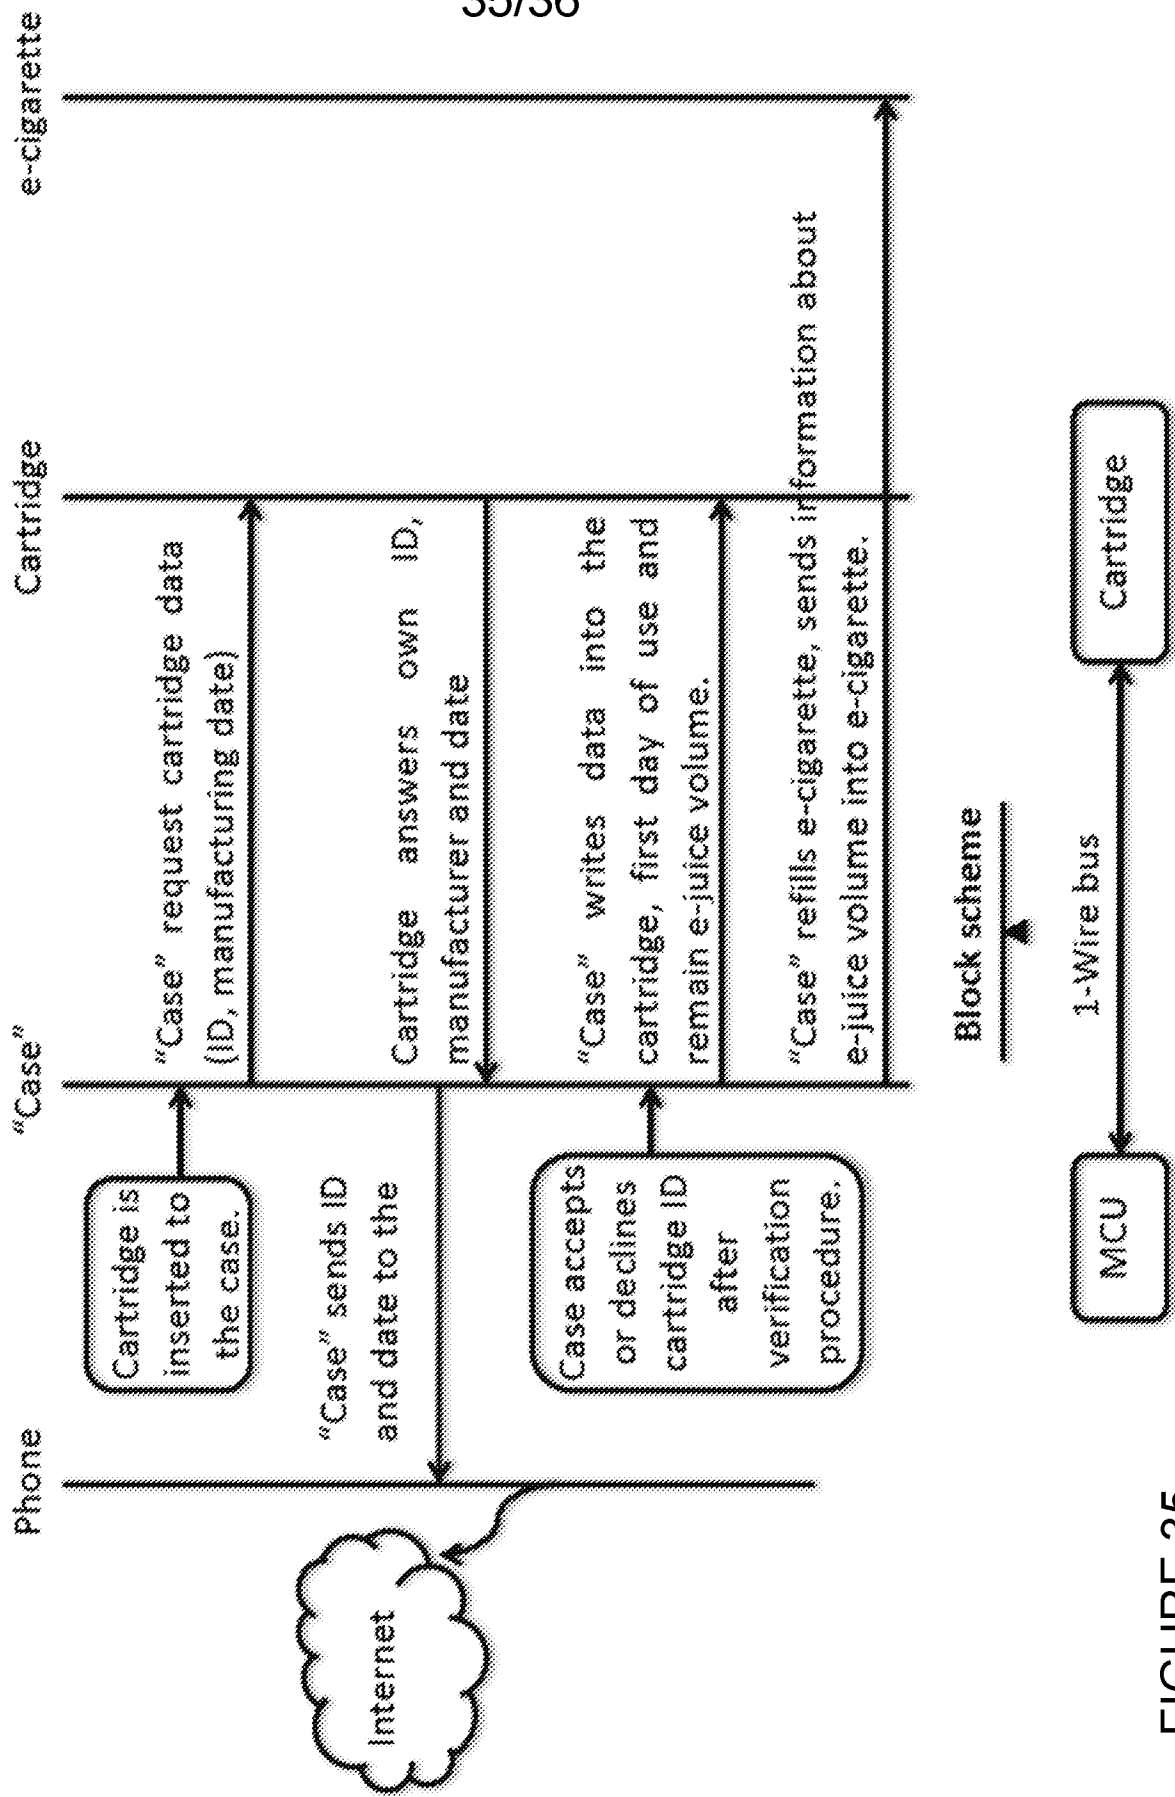 35/36
Phone
"Case"
Cartridge
e-cigarette
Cartridge is
inserted to
the case.
"Case" request cartridge data
(ID, manufacturing date)
Internet
"Case" sends ID
and date to the
Cartridge answers own ID,
manufacturer and date
Case accepts
or declines
cartridge ID
after
verification
procedure.
"Case" writes data into the
cartridge, first day of use and
remain e-juice volume.
"Case" refills e-cigarette, sends information about
e-juice volume into e-cigarette.
Block scheme
MCU
1-Wire bus
Cartridge
FIGURE 35